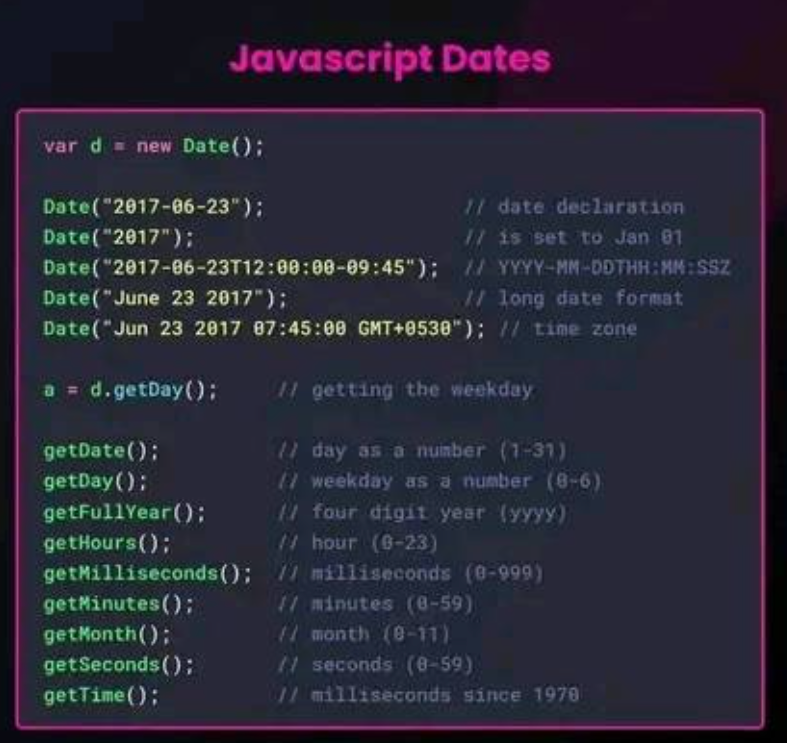 Javascript Dates
var d = new Date();
Date("2017-06-23"); // date declaration
Date("2017"); // is set to Jan 01
Date("2017-06-23T12:00:00-09:45"); // YYYY-MM-DDTHH:MM:SSZ
Date("June 23 2017"); // long date format
Date("Jun 23 2017 07:45:00 GMT+0530"); // time zone
a = d.getDay(); // getting the weekday
getDate(); // day as a number (1-31)
getDay(); // weekday as a number (0-6)
getFullYear(); // four digit year (yyyy)
getHours(); // hour (0-23)
getMilliseconds(); // milliseconds (0-999)
getMinutes(); // minutes (0-59)
getMonth(); // month (0-11)
getSeconds(); // seconds (0-59)
getTime(); // milliseconds since 1970